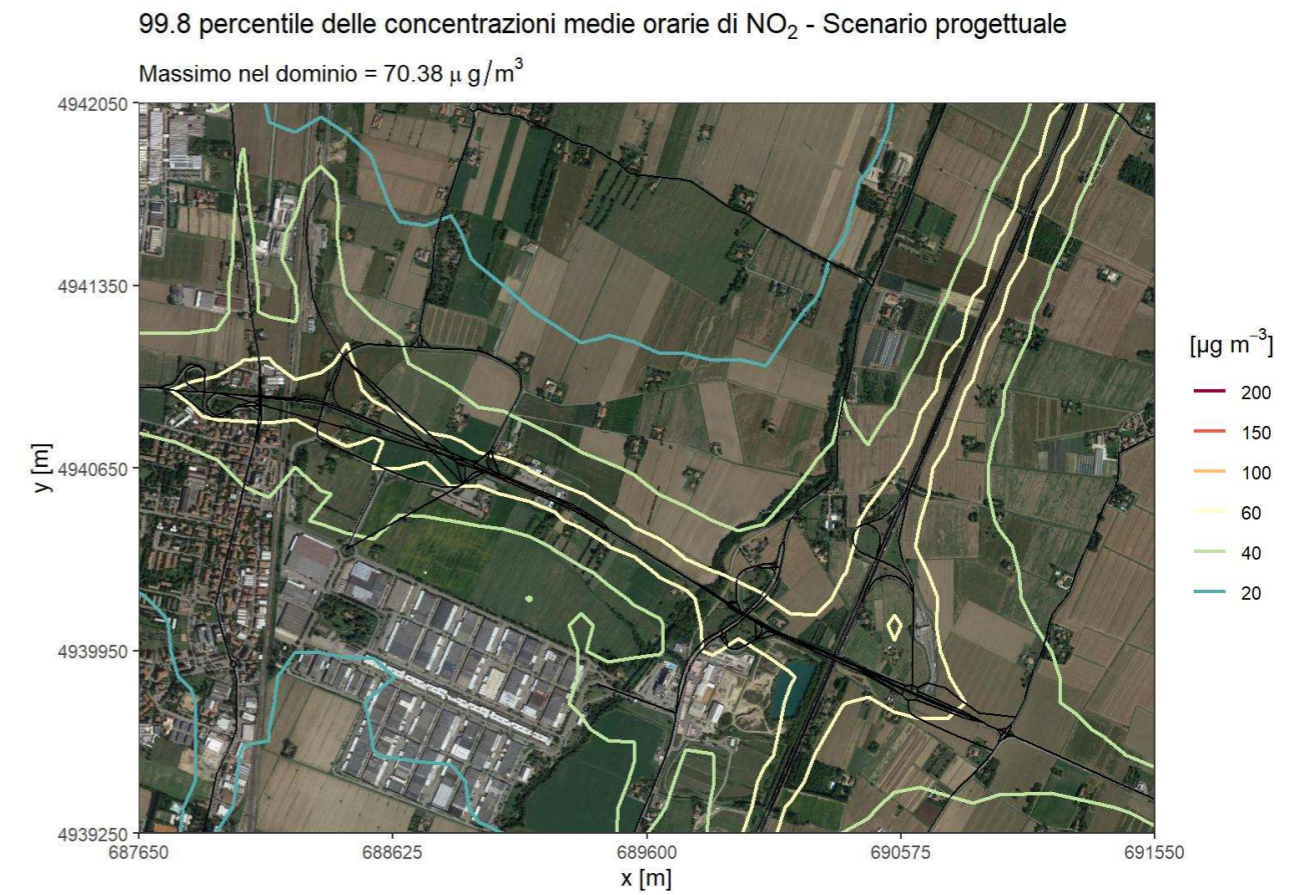 99.8 percentile delle concentrazioni medie orarie di NO₂ - Scenario progettuale
Massimo nel dominio = 70.38 μ g/m³
4942050
4941350
4940650
4939950
4939250
y [m]
687650 688625 689600 690575 691550
x [m]
[µg m⁻³]
200
150
100
60
40
20